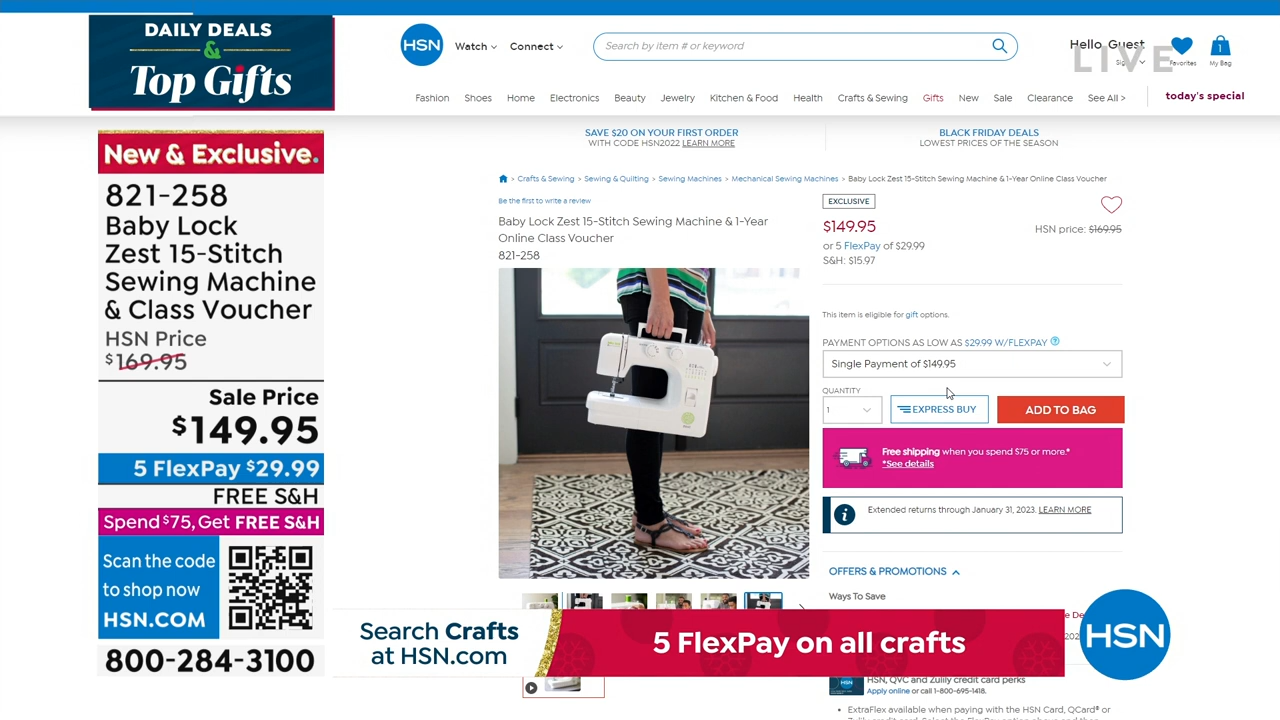 DAILY DEALS
&
Top Gifts
New & Exclusive.
821-258
Baby Lock
Zest 15-Stitch
Sewing Machine
& Class Voucher
HSN Price
$169.95
Sale Price
$149.95
5 FlexPay $29.99
FREE S&H
Spend $75, Get FREE S&H
Scan the code
to shop now
HSN.COM
800-284-3100
HSN
Watch
Connect
Search by item # or keyword
Hello, Guest
LIVE
Favorites
1
My Bag
Fashion Shoes Home Electronics Beauty Jewelry Kitchen & Food Health Crafts & Sewing Gifts New Sale Clearance See All > today's special
SAVE $20 ON YOUR FIRST ORDER
WITH CODE HSN2022 LEARN MORE
BLACK FRIDAY DEALS
LOWEST PRICES OF THE SEASON
> Crafts & Sewing > Sewing & Quilting > Sewing Machines > Mechanical Sewing Machines > Baby Lock Zest 15-Stitch Sewing Machine & 1-Year Online Class Voucher
Be the first to write a review
Baby Lock Zest 15-Stitch Sewing Machine & 1-Year
Online Class Voucher
821-258
EXCLUSIVE
$149.95
HSN price: $169.95
or 5 FlexPay of $29.99
S&H: $15.97
This item is eligible for gift options.
PAYMENT OPTIONS AS LOW AS $29.99 W/FLEXPAY ?
Single Payment of $149.95
QUANTITY
1
EXPRESS BUY
ADD TO BAG
Free shipping when you spend $75 or more.*
*See details
Extended returns through January 31, 2023. LEARN MORE
OFFERS & PROMOTIONS
Ways To Save
Search Crafts
at HSN.com
5 FlexPay on all crafts
HSN
HSN, QVC and Zulily credit card perks
Apply online or call 1-800-695-1418.
• ExtraFlex available when paying with the HSN Card, QCard® or